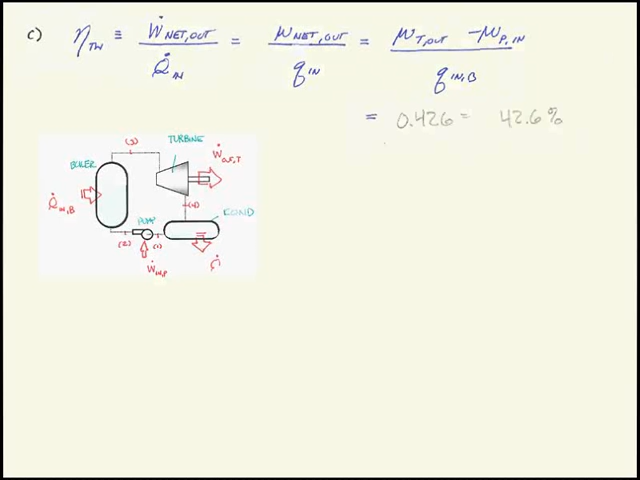 c) η_TH ≡ Ẇ_NET,OUT / Q̇_IN = w_NET,OUT / q_IN = w_T,OUT - w_P,IN / q_IN,B
= 0.426 = 42.6%
TURBINE
(3)
Ẇ_OUT,T
BOILER
Q̇_IN,B
(4)
COND
PUMP
(2)
(1)
Ẇ_IN,P
Q̇